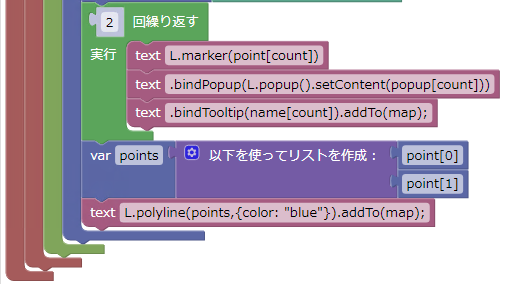 2 回繰り返す
実行 text L.marker(point[count])
text .bindPopup(L.popup().setContent(popup[count]))
text .bindTooltip(name[count]).addTo(map);
var points 以下を使ってリストを作成： point[0]
point[1]
text L.polyline(points,{color: "blue"}).addTo(map);